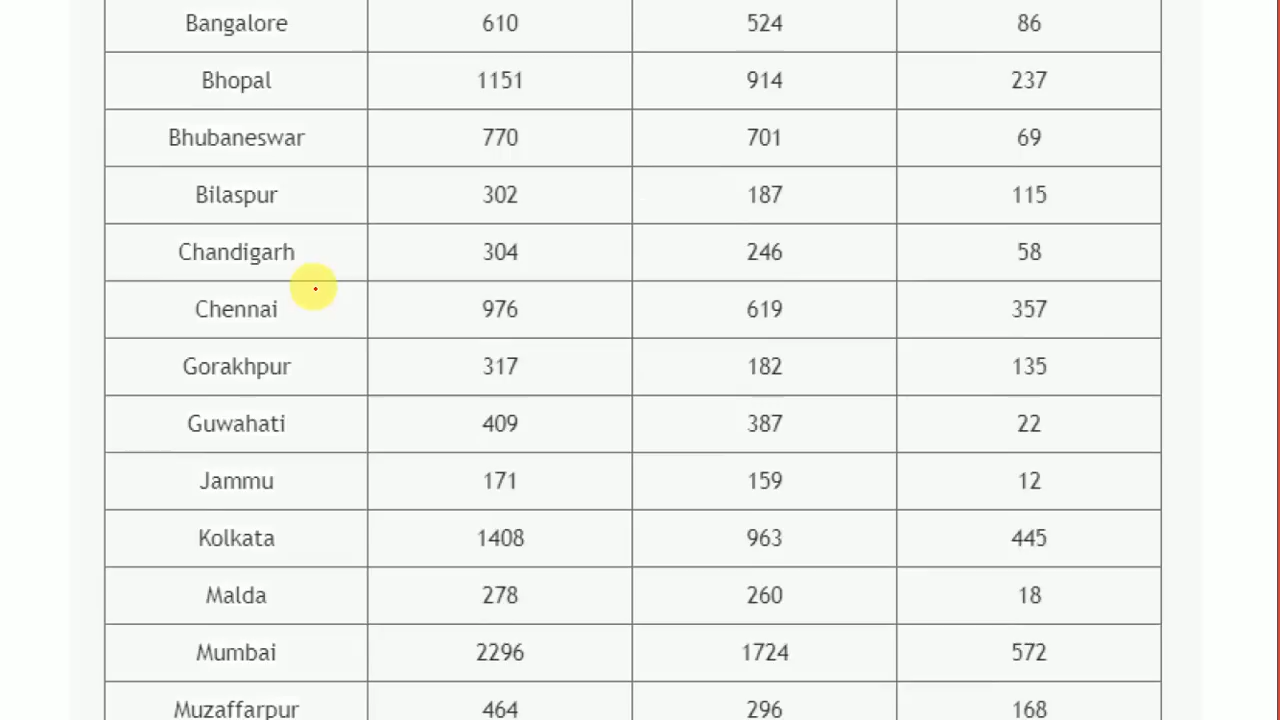 Bangalore 610 524 86
Bhopal 1151 914 237
Bhubaneswar 770 701 69
Bilaspur 302 187 115
Chandigarh 304 246 58
Chennai 976 619 357
Gorakhpur 317 182 135
Guwahati 409 387 22
Jammu 171 159 12
Kolkata 1408 963 445
Malda 278 260 18
Mumbai 2296 1724 572
Muzaffarpur 464 296 168